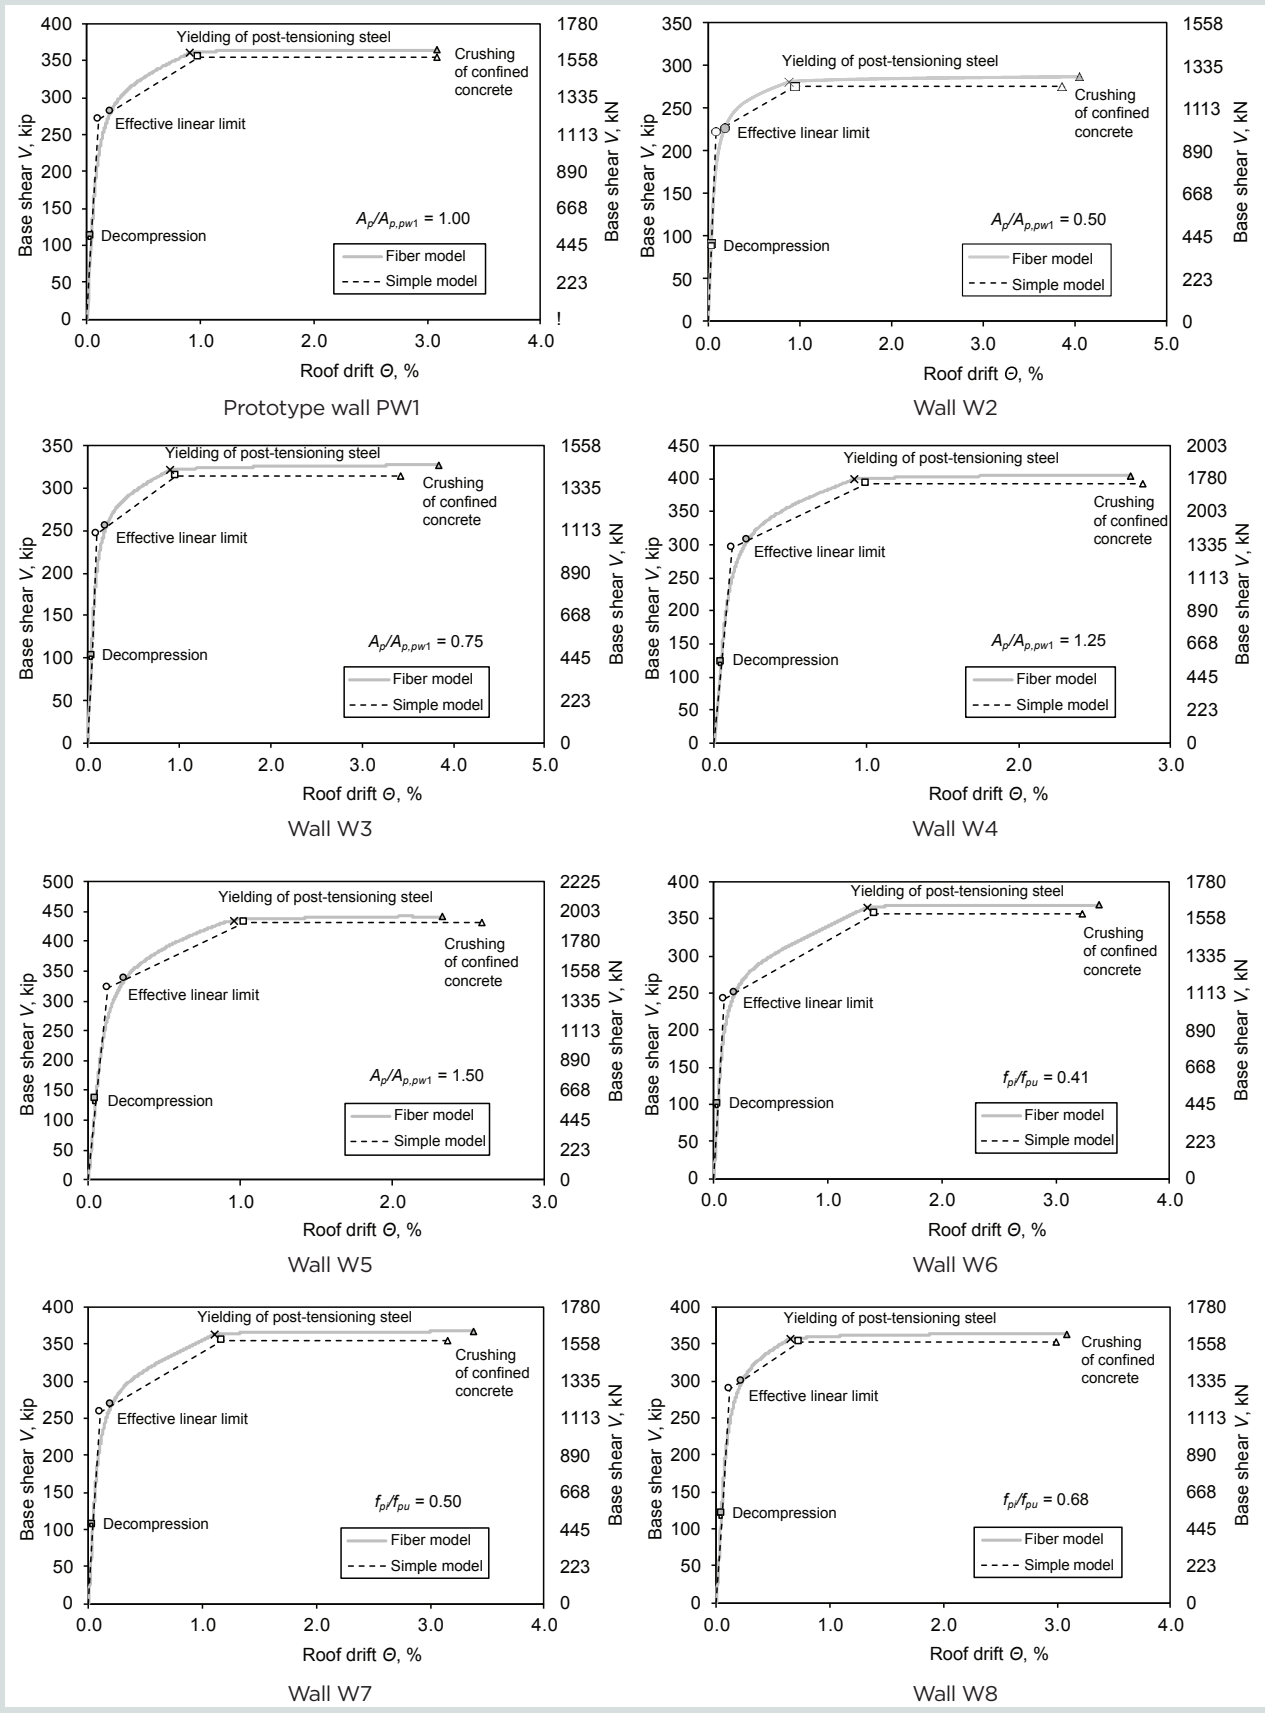 400
350
300
250
200
150
100
50
0
Base shear V, kip
1780
1558
1335
1113
890
668
445
223
!
Base shear V, kN
Yielding of post-tensioning steel
Crushing
of confined
concrete
Effective linear limit
Decompression
Ap/Ap,pw1 = 1.00
Fiber model
Simple model
0.0 1.0 2.0 3.0 4.0
Roof drift Θ, %
Prototype wall PW1
350
300
250
200
150
100
50
0
Base shear V, kip
1558
1335
1113
890
668
445
223
0
Base shear V, kN
Yielding of post-tensioning steel
Crushing
of confined
concrete
Effective linear limit
Decompression
Ap/Ap,pw1 = 0.50
Fiber model
Simple model
0.0 1.0 2.0 3.0 4.0 5.0
Roof drift Θ, %
Wall W2
350
300
250
200
150
100
50
0
Base shear V, kip
1558
1335
1113
890
668
445
223
0
Base shear V, kN
Yielding of post-tensioning steel
Crushing
of confined
concrete
Effective linear limit
Decompression
Ap/Ap,pw1 = 0.75
Fiber model
Simple model
0.0 1.0 2.0 3.0 4.0 5.0
Roof drift Θ, %
Wall W3
450
400
350
300
250
200
150
100
50
0
Base shear V, kip
2003
1780
2003
1335
1113
890
668
445
223
0
Base shear V, kN
Yielding of post-tensioning steel
Crushing
of confined
concrete
Effective linear limit
Decompression
Ap/Ap,pw1 = 1.25
Fiber model
Simple model
0.0 1.0 2.0 3.0
Roof drift Θ, %
Wall W4
500
450
400
350
300
250
200
150
100
50
0
Base shear V, kip
2225
2003
1780
1558
1335
1113
890
668
445
223
0
Base shear V, kN
Yielding of post-tensioning steel
Crushing
of confined
concrete
Effective linear limit
Decompression
Ap/Ap,pw1 = 1.50
Fiber model
Simple model
0.0 1.0 2.0 3.0
Roof drift Θ, %
Wall W5
400
350
300
250
200
150
100
50
0
Base shear V, kip
1780
1558
1335
1113
890
668
445
223
0
Base shear V, kN
Yielding of post-tensioning steel
Crushing
of confined
concrete
Effective linear limit
Decompression
fpi/fpu = 0.41
Fiber model
Simple model
0.0 1.0 2.0 3.0 4.0
Roof drift Θ, %
Wall W6
400
350
300
250
200
150
100
50
0
Base shear V, kip
1780
1558
1335
1113
890
668
445
223
0
Base shear V, kN
Yielding of post-tensioning steel
Crushing
of confined
concrete
Effective linear limit
Decompression
fpi/fpu = 0.50
Fiber model
Simple model
0.0 1.0 2.0 3.0 4.0
Roof drift Θ, %
Wall W7
400
350
300
250
200
150
100
50
0
Base shear V, kip
1780
1558
1335
1113
890
668
445
223
0
Base shear V, kN
Yielding of post-tensioning steel
Crushing
of confined
concrete
Effective linear limit
Decompression
fpi/fpu = 0.68
Fiber model
Simple model
0.0 1.0 2.0 3.0 4.0
Roof drift Θ, %
Wall W8